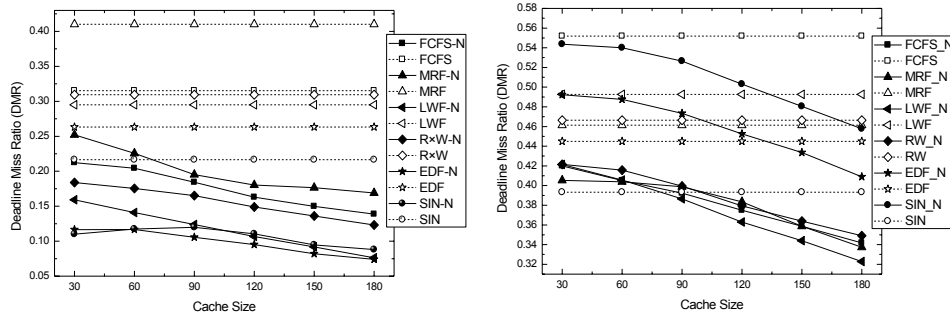 Deadline Miss Ratio (DMR)
0.40
0.35
0.30
0.25
0.20
0.15
0.10
0.05
30 60 90 120 150 180
Cache Size
FCFS-N
FCFS
MRF-N
MRF
LWF-N
LWF
R×W-N
R×W
EDF-N
EDF
SIN-N
SIN
Deadline Miss Ratio (DMR)
0.58
0.56
0.54
0.52
0.50
0.48
0.46
0.44
0.42
0.40
0.38
0.36
0.34
0.32
30 60 90 120 150 180
Cache Size
FCFS_N
FCFS
MRF_N
MRF
LWF_N
LWF
RW_N
RW
EDF_N
EDF
SIN_N
SIN